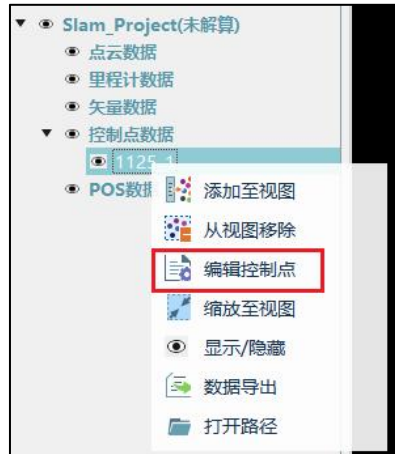 Slam_Project(未解算)
点云数据
里程计数据
矢量数据
控制点数据
1125_1
POS数据
添加至视图
从视图移除
编辑控制点
缩放至视图
显示/隐藏
数据导出
打开路径